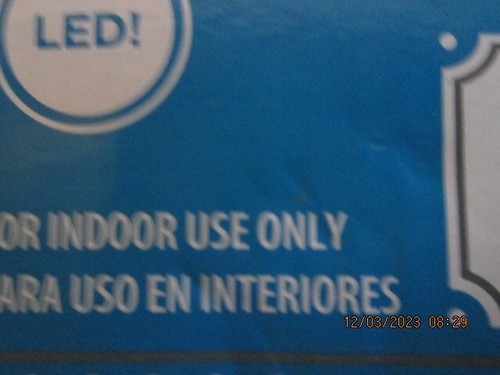 LED!
OR INDOOR USE ONLY
ARA USO EN INTERIORES
12/03/2023 08:29